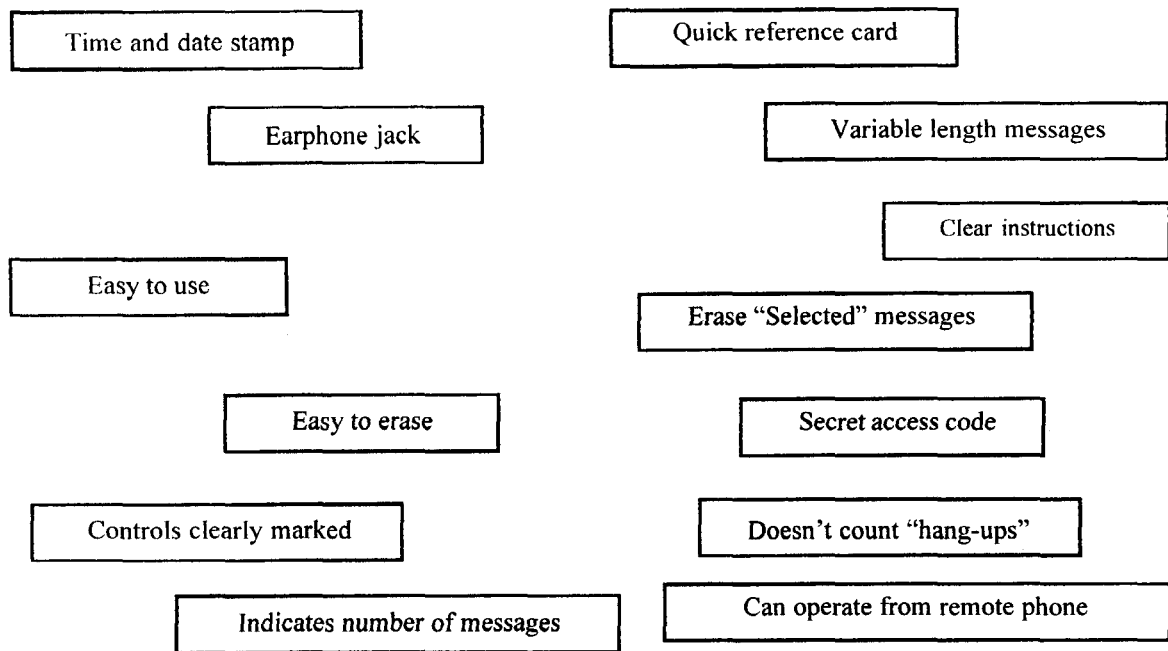 Time and date stamp
Quick reference card
Earphone jack
Variable length messages
Clear instructions
Easy to use
Erase “Selected” messages
Easy to erase
Secret access code
Controls clearly marked
Doesn't count “hang-ups”
Indicates number of messages
Can operate from remote phone